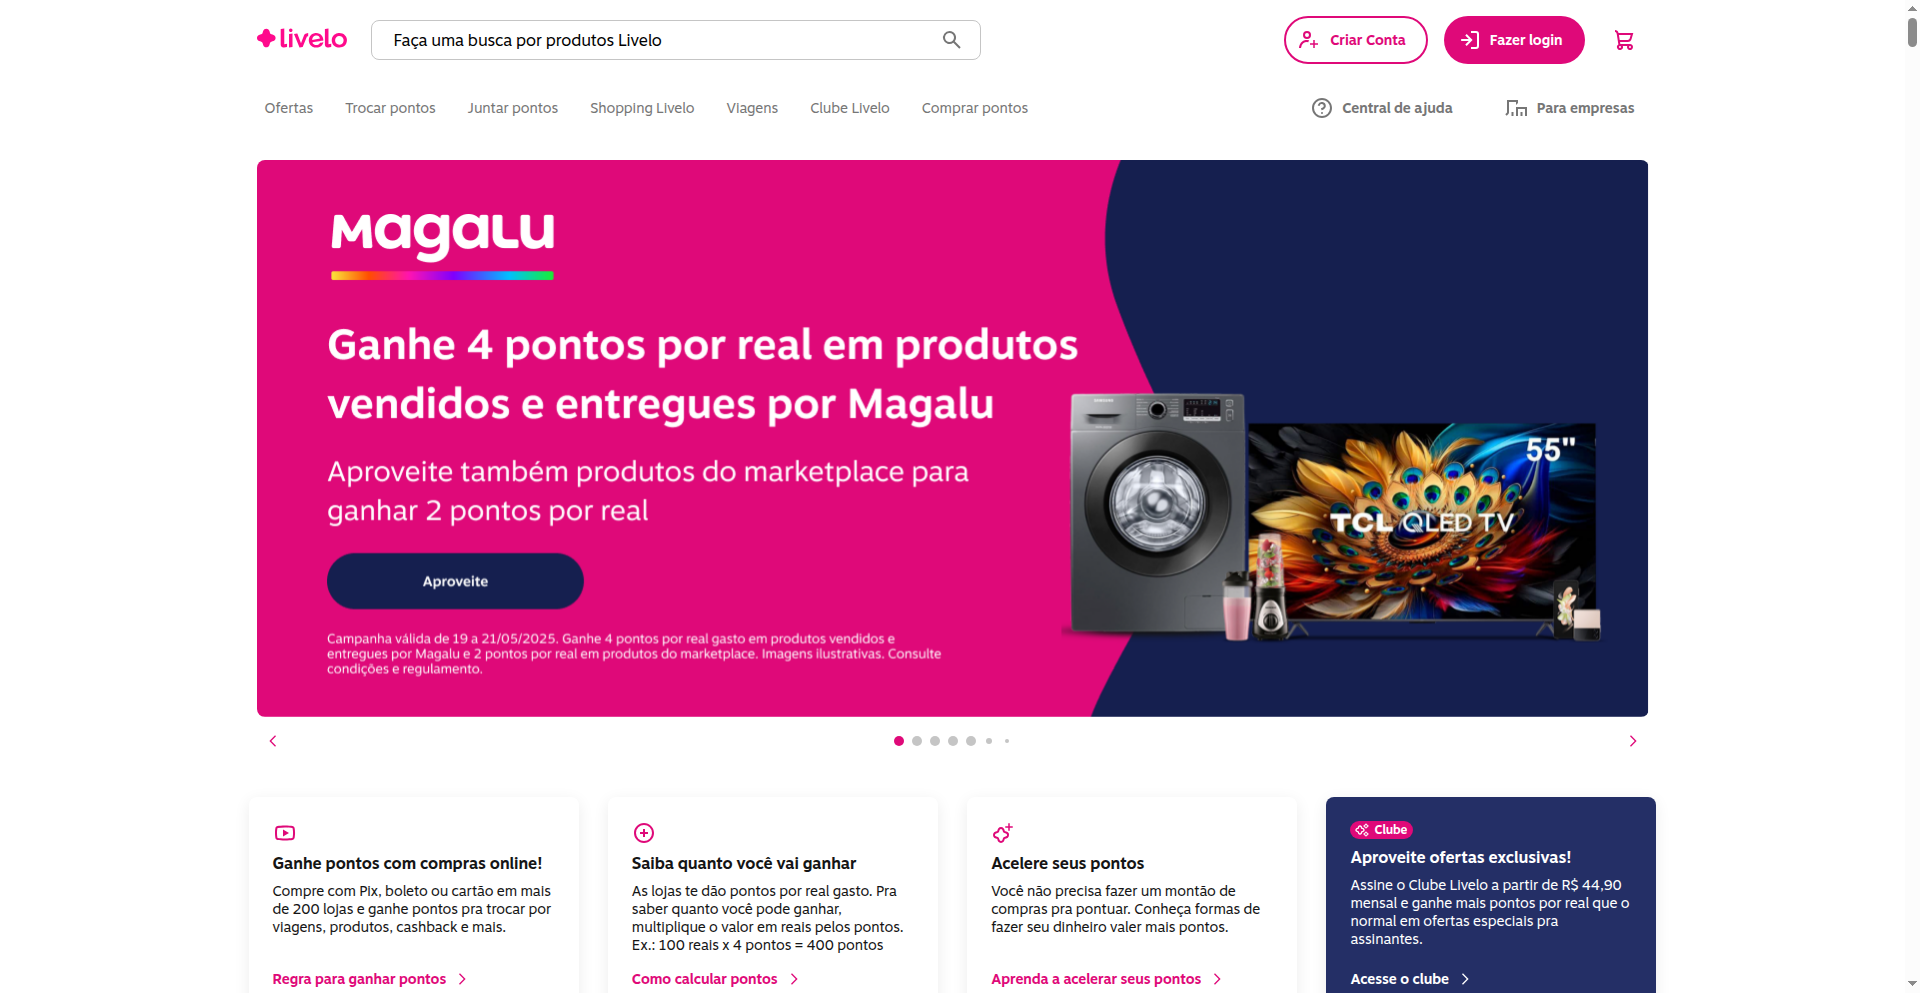 livelo
Faça uma busca por produtos Livelo
Criar Conta
Fazer login
Ofertas
Trocar pontos
Juntar pontos
Shopping Livelo
Viagens
Clube Livelo
Comprar pontos
Central de ajuda
Para empresas
Magalu
Ganhe 4 pontos por real em produtos
vendidos e entregues por Magalu
Aproveite também produtos do marketplace para
ganhar 2 pontos por real
Aproveite
Campanha válida de 19 a 21/05/2025. Ganhe 4 pontos por real gasto em produtos vendidos e
entregues por Magalu e 2 pontos por real em produtos do marketplace. Imagens ilustrativas. Consulte
condições e regulamento.
SAMSUNG
55"
TCL QLED TV
Ganhe pontos com compras online!
Compre com Pix, boleto ou cartão em mais
de 200 lojas e ganhe pontos pra trocar por
viagens, produtos, cashback e mais.
Regra para ganhar pontos
Saiba quanto você vai ganhar
As lojas te dão pontos por real gasto. Pra
saber quanto você pode ganhar,
multiplique o valor em reais pelos pontos.
Ex.: 100 reais x 4 pontos = 400 pontos
Como calcular pontos
Acelere seus pontos
Você não precisa fazer um montão de
compras pra pontuar. Conheça formas de
fazer seu dinheiro valer mais pontos.
Aprenda a acelerar seus pontos
Clube
Aproveite ofertas exclusivas!
Assine o Clube Livelo a partir de R$ 44,90
mensal e ganhe mais pontos por real que o
normal em ofertas especiais pra
assinantes.
Acesse o clube